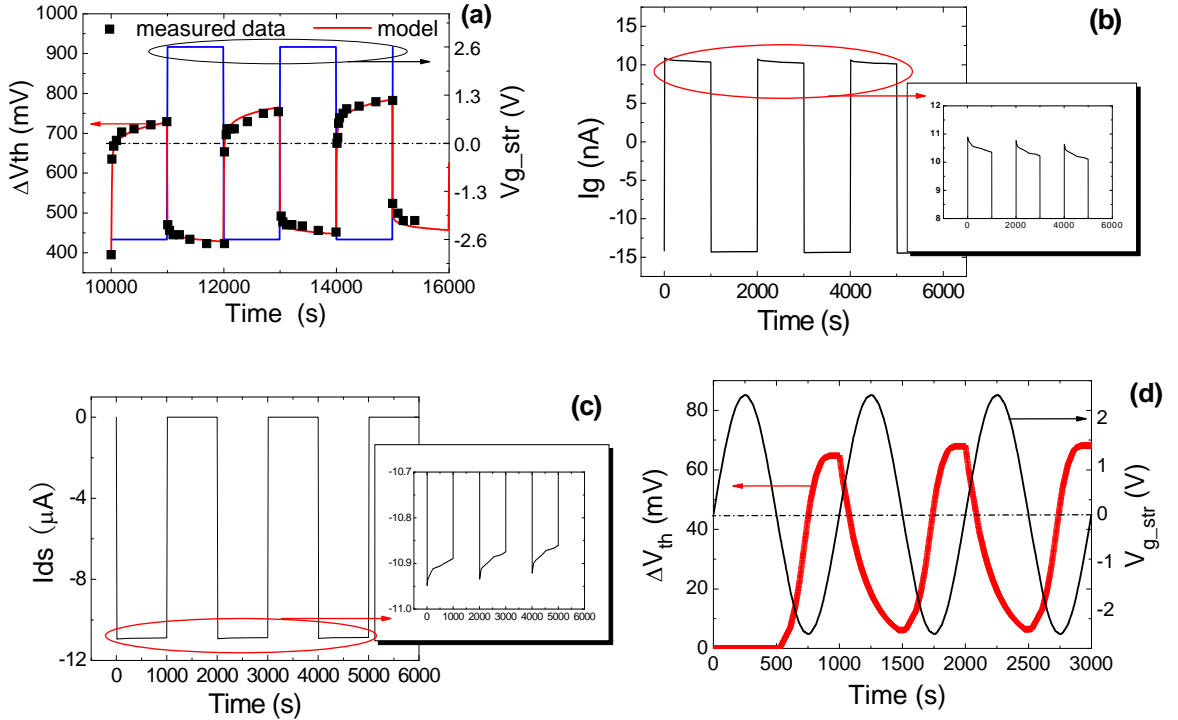 (a)
■ measured data — model
ΔVth (mV)
900
800
700
600
500
400
2.6
1.3
0.0
-1.3
-2.6
Vg_str (V)
10000 12000 14000 16000
Time (s)
(b)
Ig (nA)
15
10
5
0
-5
-10
-15
0 2000 4000 6000
Time (s)
12
11
10
9
8
0 2000 3000 5000 6000
(c)
Ids (μA)
0
-4
-8
-12
0 1000 2000 3000 4000 5000 6000
Time (s)
-10.7
-10.8
-10.9
-11.0
0 1000 2000 3000 4000 5000 6000
(d)
ΔV_th (mV)
80
60
40
20
0
2
1
0
-1
-2
V_g_str (V)
0 500 1000 1500 2000 2500 3000
Time (s)